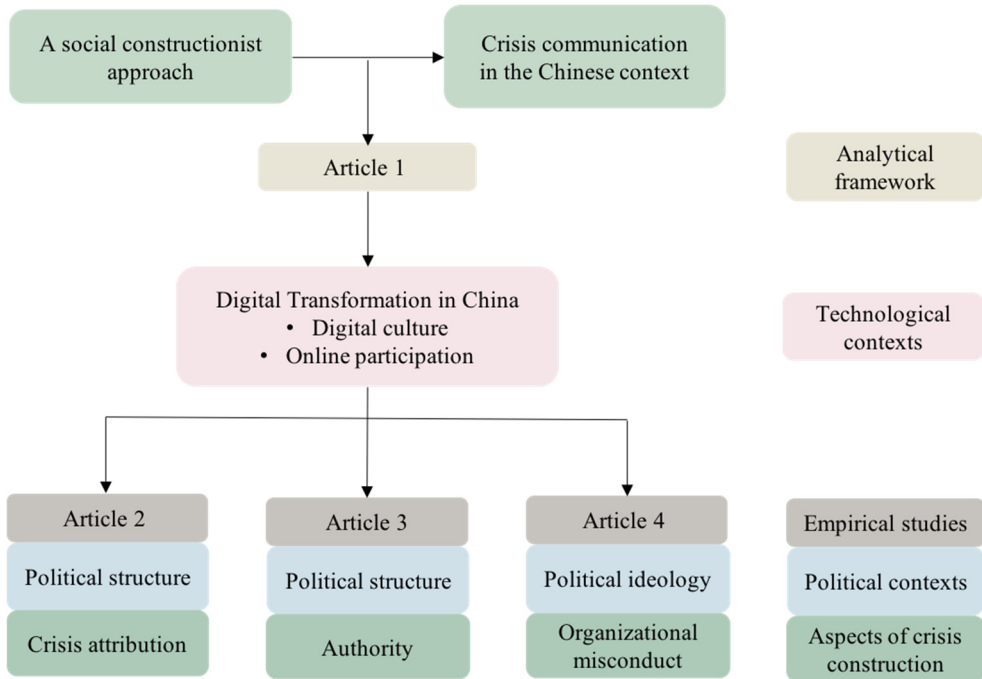 A social constructionist
approach
Crisis communication
in the Chinese context
Article 1
Analytical
framework
Digital Transformation in China
• Digital culture
• Online participation
Technological
contexts
Article 2
Article 3
Article 4
Empirical studies
Political structure
Political structure
Political ideology
Political contexts
Crisis attribution
Authority
Organizational
misconduct
Aspects of crisis
construction